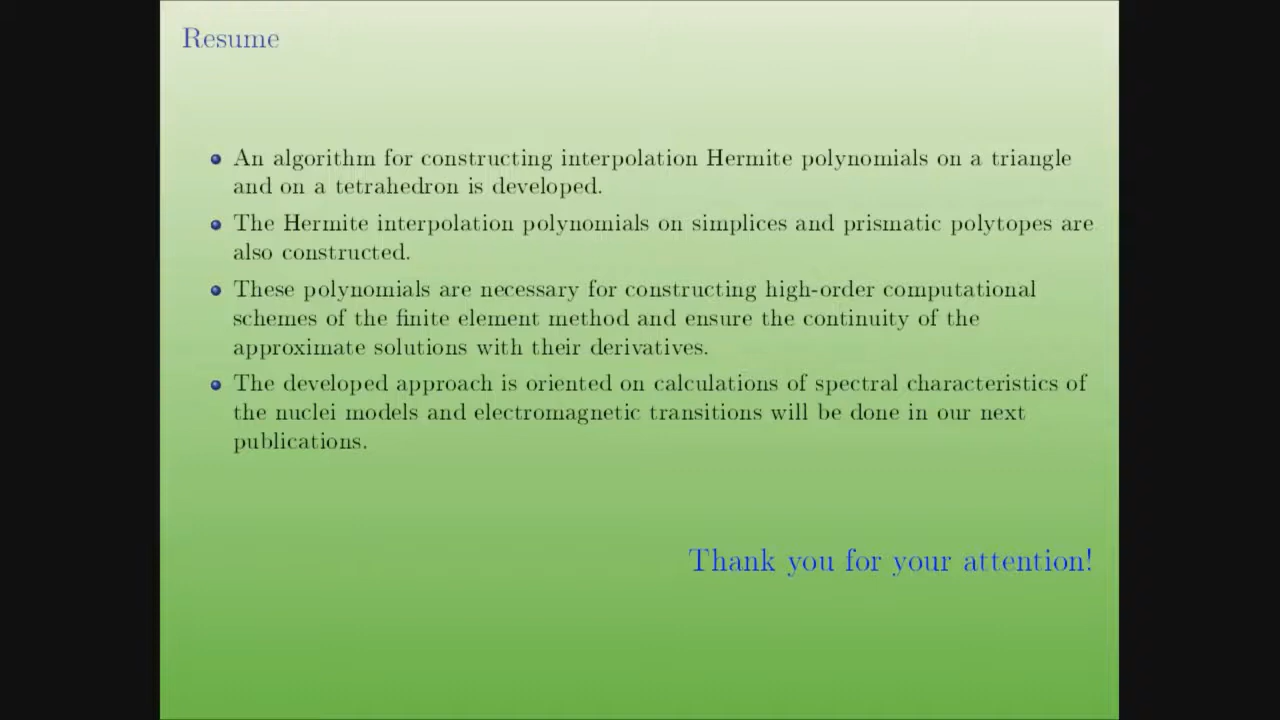 Resume
An algorithm for constructing interpolation Hermite polynomials on a triangle
and on a tetrahedron is developed.
The Hermite interpolation polynomials on simplices and prismatic polytopes are
also constructed.
These polynomials are necessary for constructing high-order computational
schemes of the finite element method and ensure the continuity of the
approximate solutions with their derivatives.
The developed approach is oriented on calculations of spectral characteristics of
the nuclei models and electromagnetic transitions will be done in our next
publications.
Thank you for your attention!